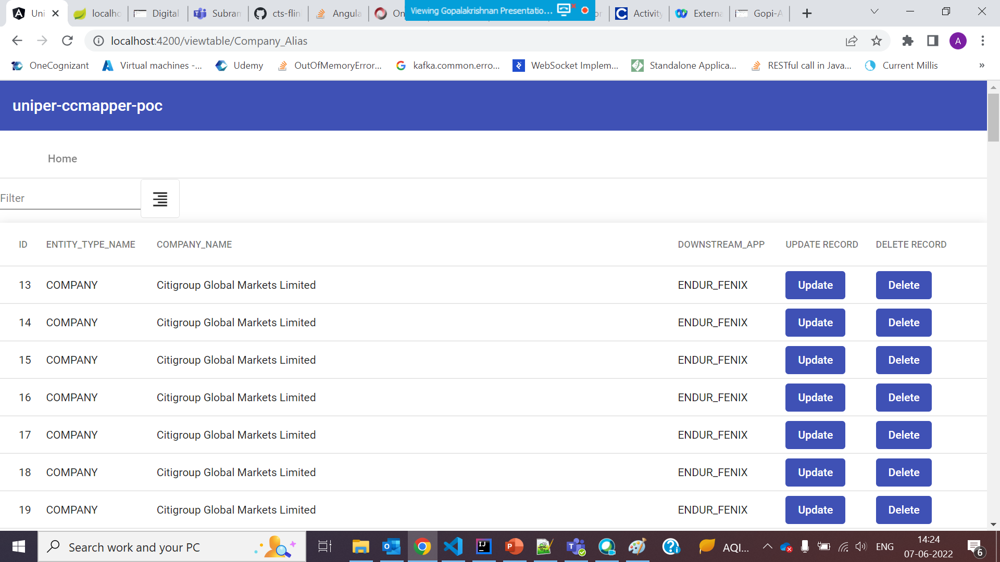 Uni
localho
Digital
Subran
cts-flin
Angula
On
Viewing Gopalakrishnan Presentatio...
or
Activity
Externa
Gopi-A
localhost:4200/viewtable/Company_Alias
A
OneCognizant
Virtual machines -...
Udemy
OutOfMemoryError...
kafka.common.erro...
WebSocket Implem...
Standalone Applica...
RESTful call in Java...
Current Millis
»
uniper-ccmapper-poc
Home
Filter
ID ENTITY_TYPE_NAME COMPANY_NAME DOWNSTREAM_APP UPDATE RECORD DELETE RECORD
13 COMPANY Citigroup Global Markets Limited ENDUR_FENIX Update Delete
14 COMPANY Citigroup Global Markets Limited ENDUR_FENIX Update Delete
15 COMPANY Citigroup Global Markets Limited ENDUR_FENIX Update Delete
16 COMPANY Citigroup Global Markets Limited ENDUR_FENIX Update Delete
17 COMPANY Citigroup Global Markets Limited ENDUR_FENIX Update Delete
18 COMPANY Citigroup Global Markets Limited ENDUR_FENIX Update Delete
19 COMPANY Citigroup Global Markets Limited ENDUR_FENIX Update Delete
Search work and your PC
AQI...
ENG
14:24
07-06-2022
6